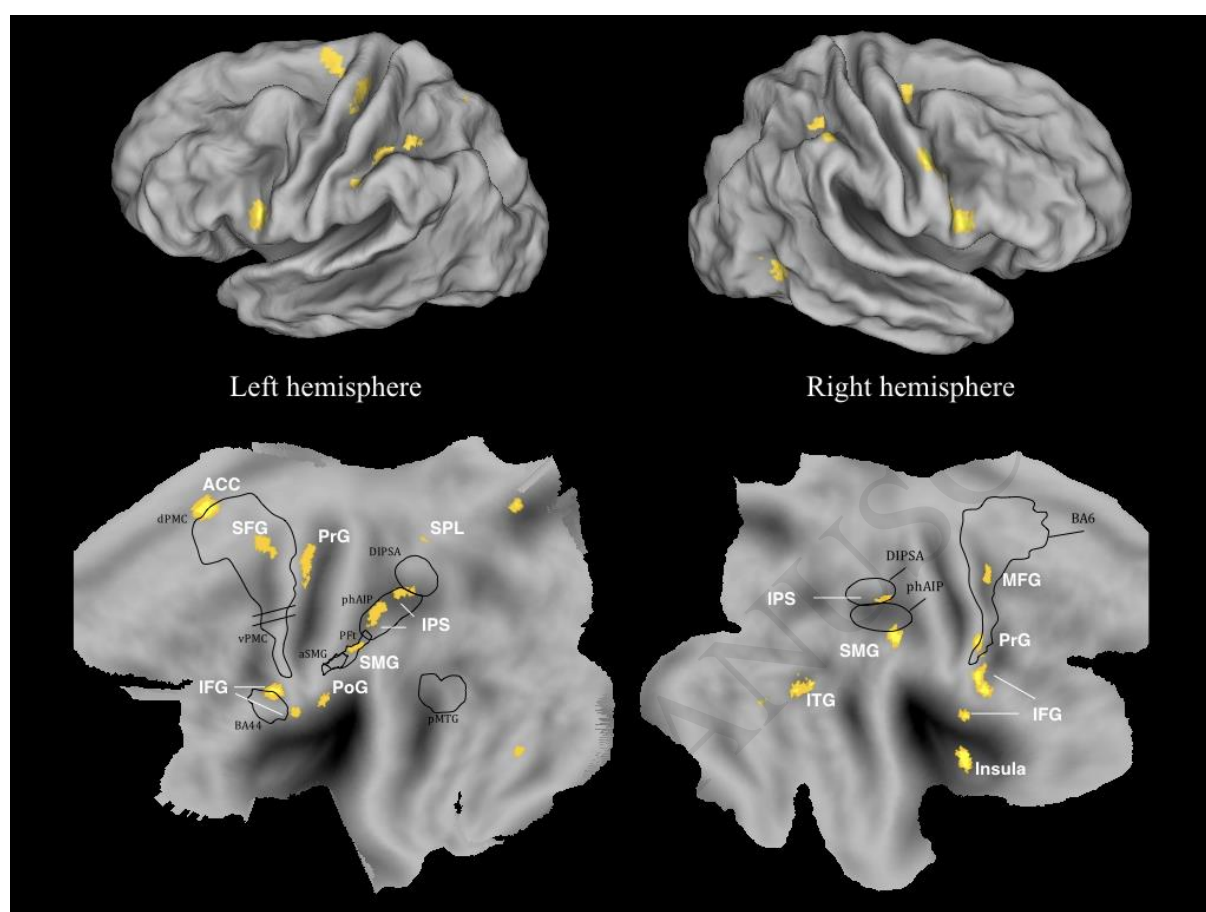 Left hemisphere
Right hemisphere
ACC
dPMC
SFG
PrG
SPL
DIPSA
phAIP
IPS
vPMC
PFt
aSMG
SMG
IFG
PoG
BA44
pMTG
BA6
DIPSA
MFG
phAIP
IPS
PrG
SMG
ITG
IFG
Insula
ANUSC